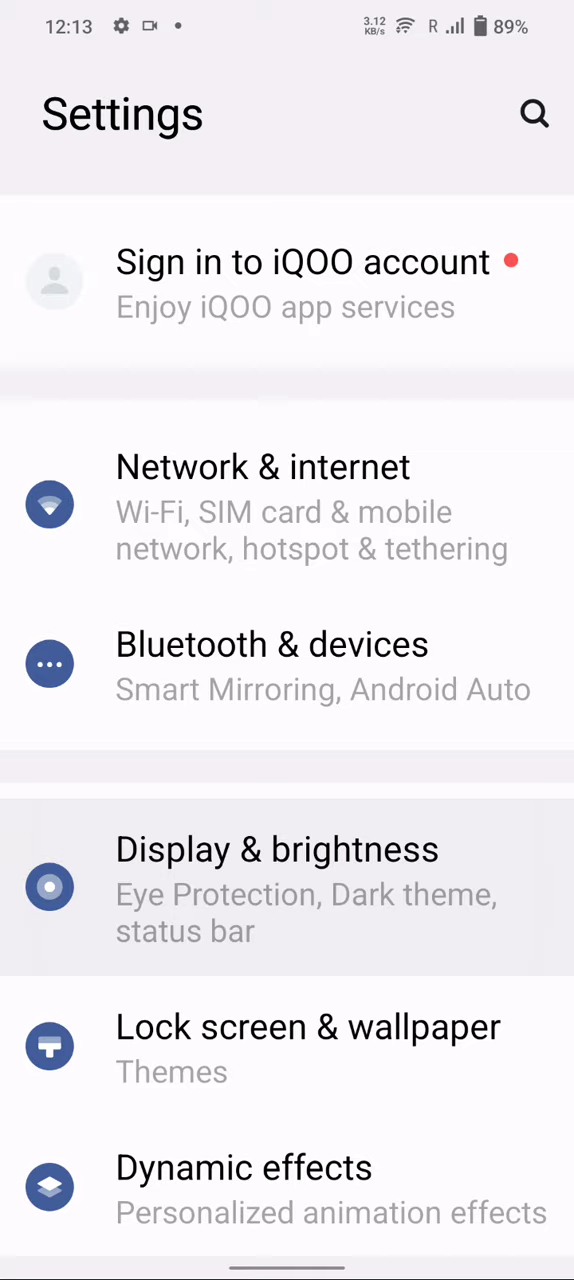 12:13 3.12 KB/s R 89%
Settings
Sign in to iQOO account
Enjoy iQOO app services
Network & internet
Wi-Fi, SIM card & mobile
network, hotspot & tethering
Bluetooth & devices
Smart Mirroring, Android Auto
Display & brightness
Eye Protection, Dark theme,
status bar
Lock screen & wallpaper
Themes
Dynamic effects
Personalized animation effects